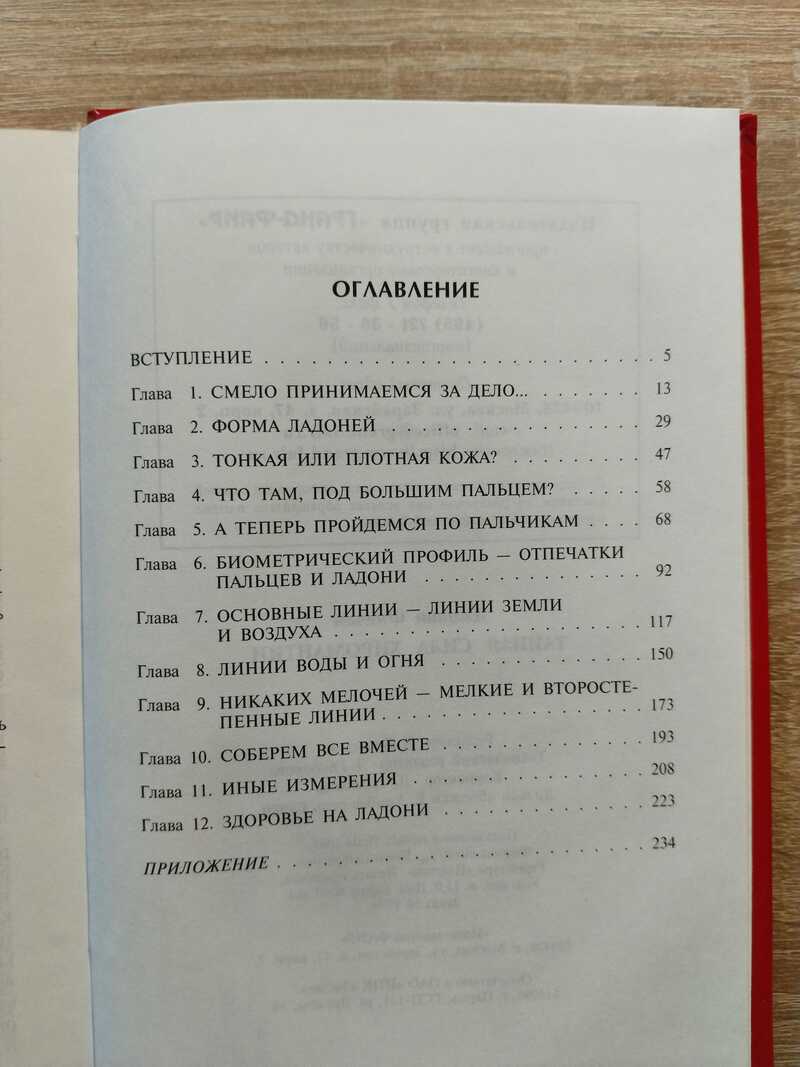 ОГЛАВЛЕНИЕ
ВСТУПЛЕНИЕ . . . . . . . . . . . . . . . . . . . . . . . 5
Глава 1. СМЕЛО ПРИНИМАЕМСЯ ЗА ДЕЛО... . . . . . . . 13
Глава 2. ФОРМА ЛАДОНЕЙ . . . . . . . . . . . . . . . . 29
Глава 3. ТОНКАЯ ИЛИ ПЛОТНАЯ КОЖА? . . . . . . . . . 47
Глава 4. ЧТО ТАМ, ПОД БОЛЬШИМ ПАЛЬЦЕМ? . . . . . 58
Глава 5. А ТЕПЕРЬ ПРОЙДЕМСЯ ПО ПАЛЬЧИКАМ . . . . 68
Глава 6. БИОМЕТРИЧЕСКИЙ ПРОФИЛЬ — ОТПЕЧАТКИ
ПАЛЬЦЕВ И ЛАДОНИ . . . . . . . . . . . . . . 92
Глава 7. ОСНОВНЫЕ ЛИНИИ — ЛИНИИ ЗЕМЛИ
И ВОЗДУХА . . . . . . . . . . . . . . . . . . . 117
Глава 8. ЛИНИИ ВОДЫ И ОГНЯ . . . . . . . . . . . . . 150
Глава 9. НИКАКИХ МЕЛОЧЕЙ — МЕЛКИЕ И ВТОРОСТЕ-
ПЕННЫЕ ЛИНИИ . . . . . . . . . . . . . . . . 173
Глава 10. СОБЕРЕМ ВСЕ ВМЕСТЕ . . . . . . . . . . . . . 193
Глава 11. ИНЫЕ ИЗМЕРЕНИЯ . . . . . . . . . . . . . . . 208
Глава 12. ЗДОРОВЬЕ НА ЛАДОНИ . . . . . . . . . . . . . 223
ПРИЛОЖЕНИЕ . . . . . . . . . . . . . . . . . . . . . . 234